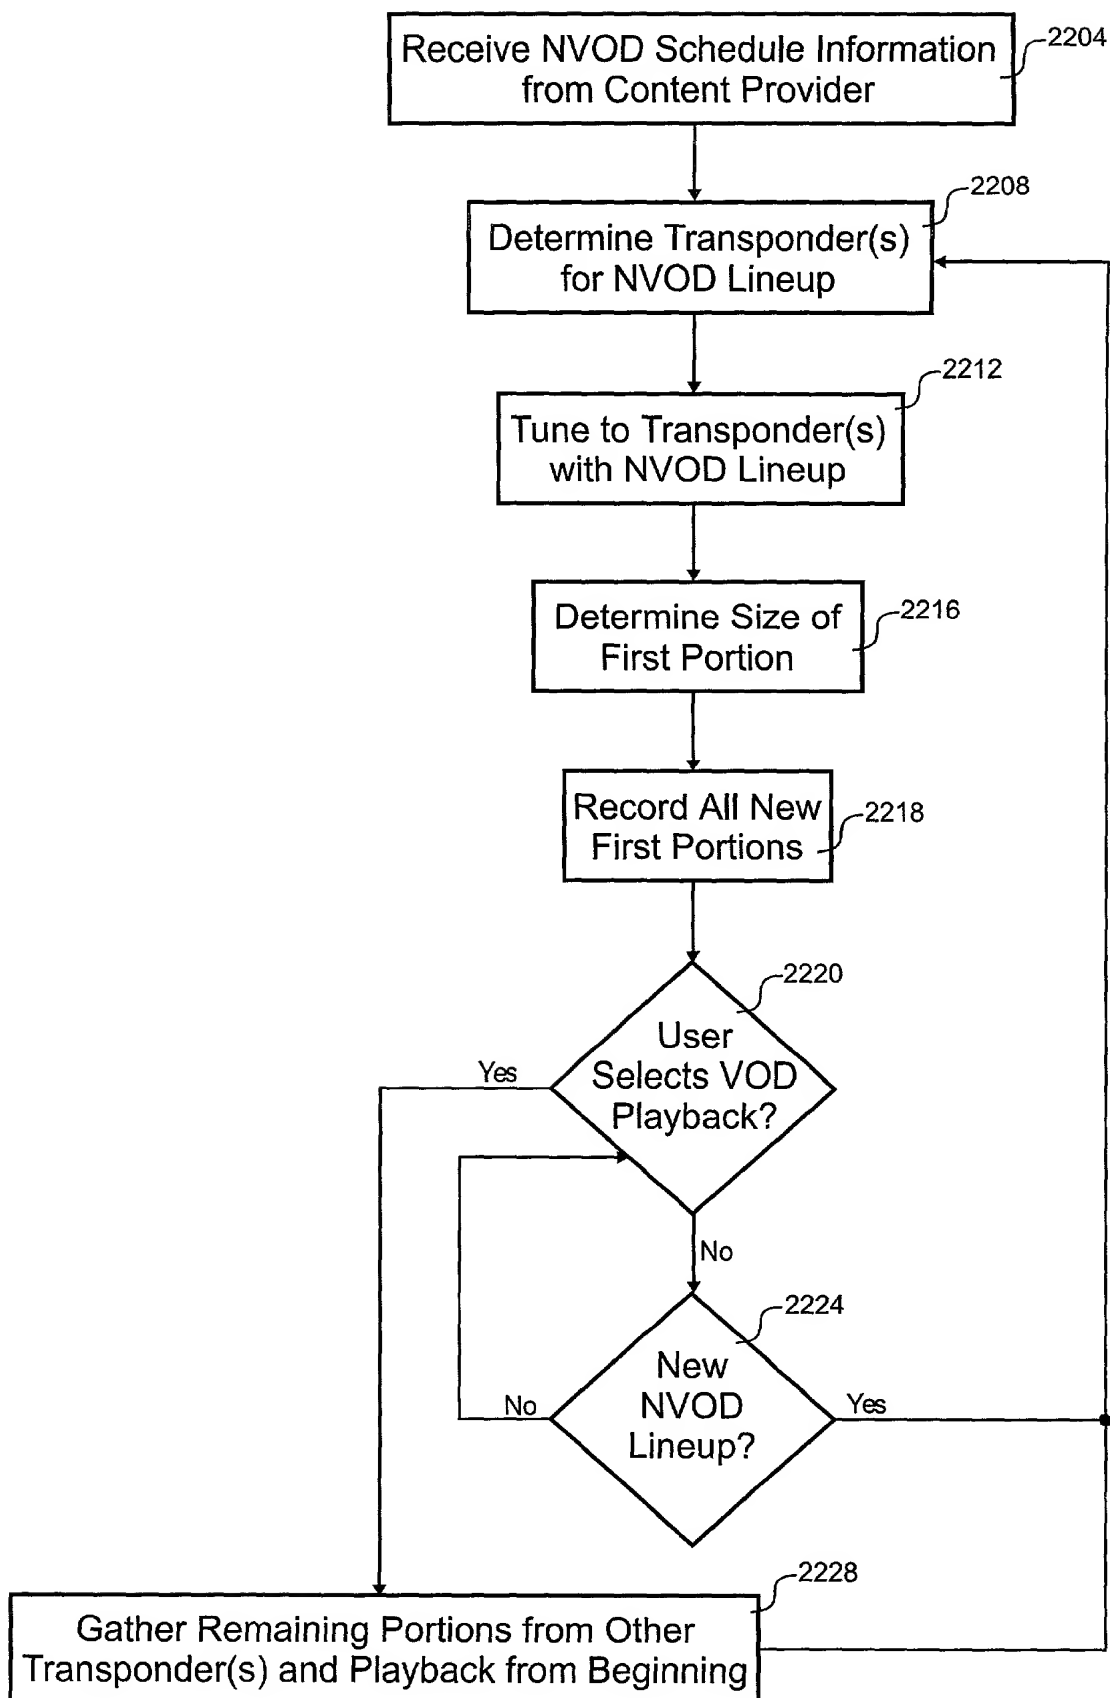 Receive NVOD Schedule Information
from Content Provider
2204
2208
Determine Transponder(s)
for NVOD Lineup
2212
Tune to Transponder(s)
with NVOD Lineup
2216
Determine Size of
First Portion
Record All New
First Portions
2218
2220
User
Selects VOD
Playback?
Yes
No
2224
New
NVOD
Lineup?
No
Yes
2228
Gather Remaining Portions from Other
Transponder(s) and Playback from Beginning